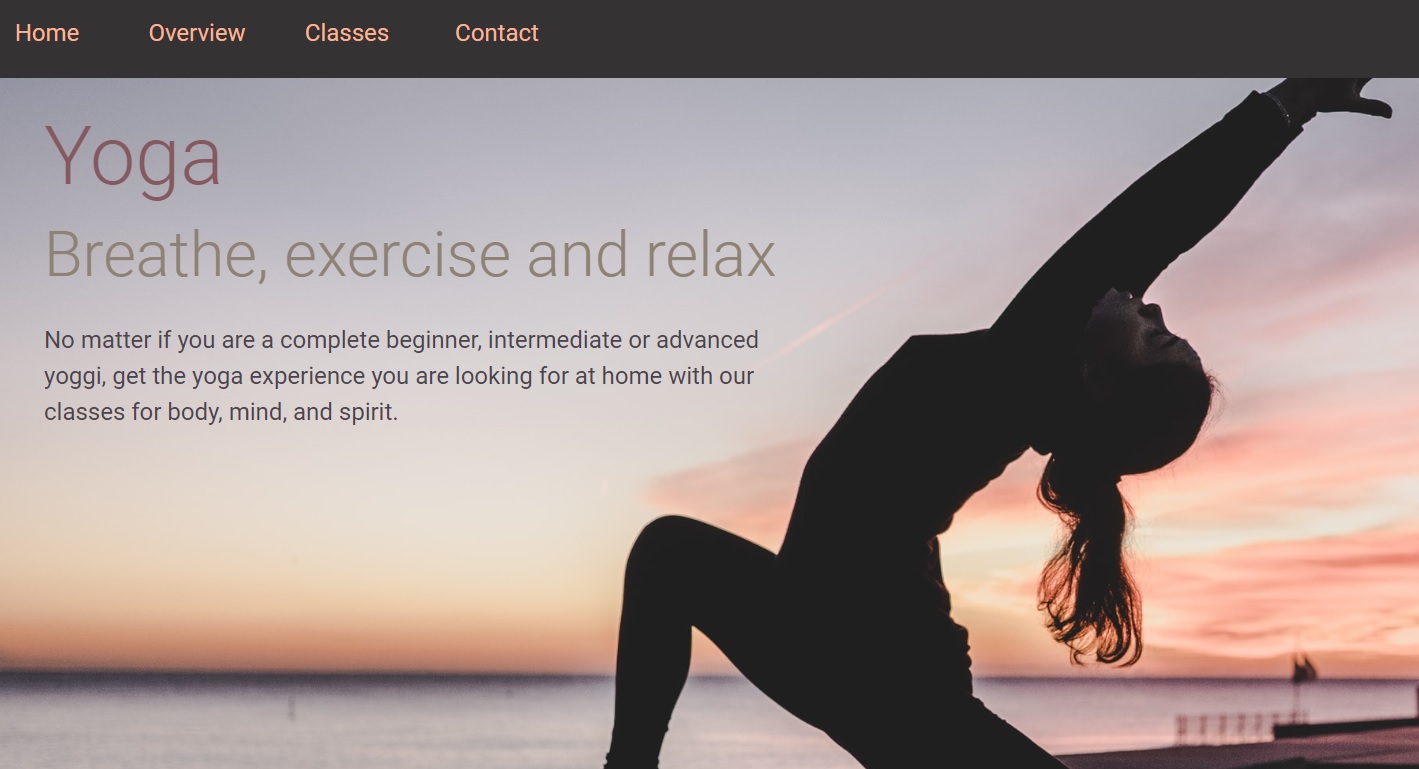 Home Overview Classes Contact
Yoga
Breathe, exercise and relax
No matter if you are a complete beginner, intermediate or advanced
yoggi, get the yoga experience you are looking for at home with our
classes for body, mind, and spirit.